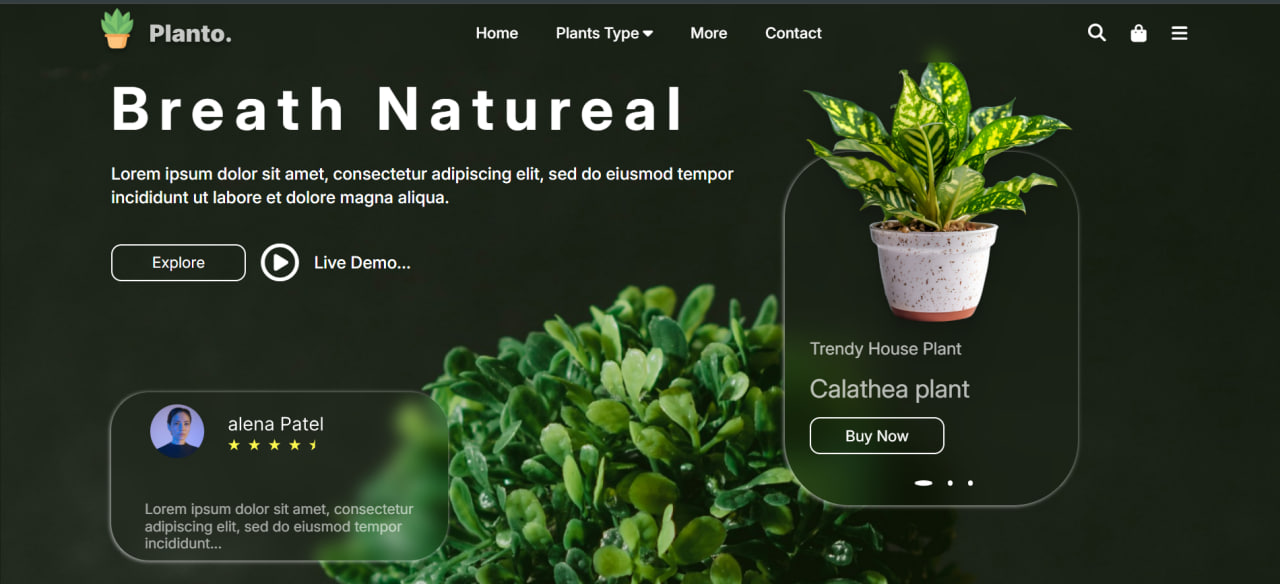 Planto.
Home
Plants Type
More
Contact
Breath Natureal
Lorem ipsum dolor sit amet, consectetur adipiscing elit, sed do eiusmod tempor
incididunt ut labore et dolore magna aliqua.
Explore
Live Demo...
Trendy House Plant
Calathea plant
Buy Now
alena Patel
Lorem ipsum dolor sit amet, consectetur
adipiscing elit, sed do eiusmod tempor
incididunt...